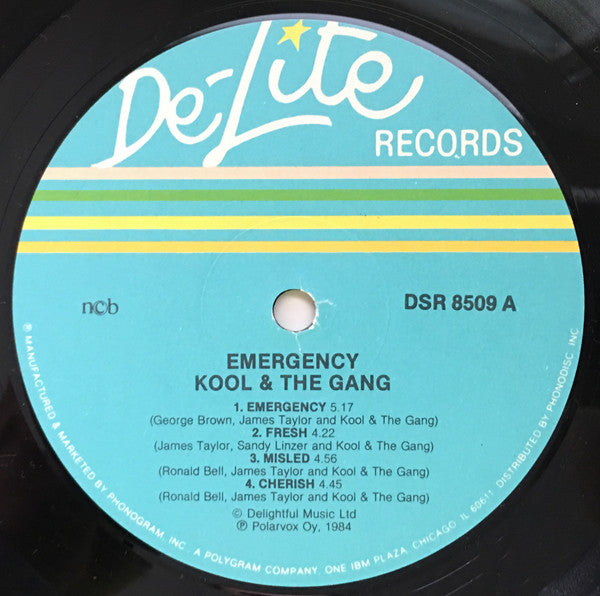 De-Lite
RECORDS
ncb
DSR 8509 A
EMERGENCY
KOOL & THE GANG
1. EMERGENCY 5.17
(George Brown, James Taylor and Kool & The Gang)
2. FRESH 4.22
(James Taylor, Sandy Linzer and Kool & The Gang)
3. MISLED 4.56
(Ronald Bell, James Taylor and Kool & The Gang)
4. CHERISH 4.45
(Ronald Bell, James Taylor and Kool & The Gang)
© Delightful Music Ltd
℗ Polarvox Oy, 1984
℗ MANUFACTURED & MARKETED BY PHONOGRAM, INC. A POLYGRAM COMPANY, ONE IBM PLAZA, CHICAGO, IL 60611. DISTRIBUTED BY PHONODISC, INC.